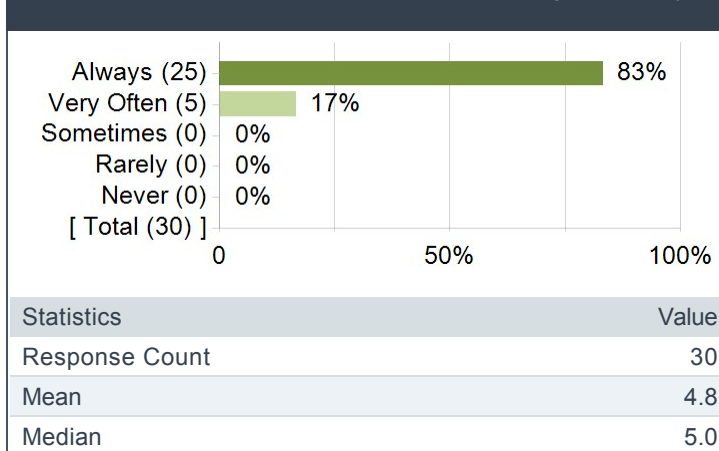 Always (25) 83%
Very Often (5) 17%
Sometimes (0) 0%
Rarely (0) 0%
Never (0) 0%
[ Total (30) ]
0 50% 100%
Statistics Value
Response Count 30
Mean 4.8
Median 5.0